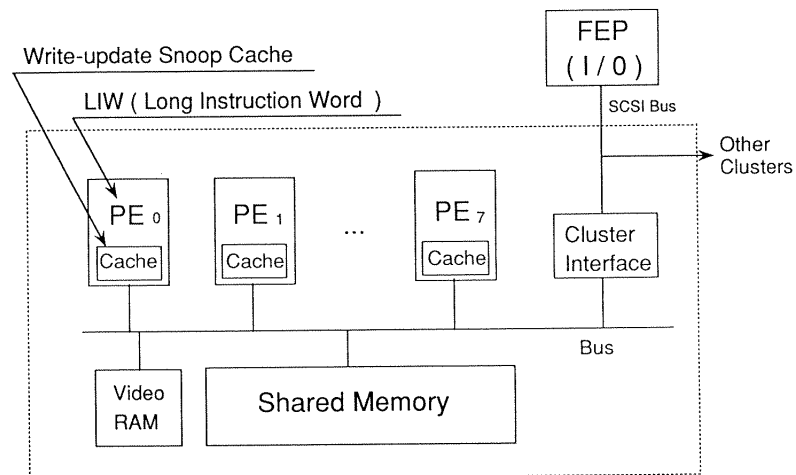 FEP
( I / 0 )
Write-update Snoop Cache
LIW ( Long Instruction Word )
SCSI Bus
Other
Clusters
PE 0
Cache
PE 1
Cache
...
PE 7
Cache
Cluster
Interface
Bus
Video
RAM
Shared Memory